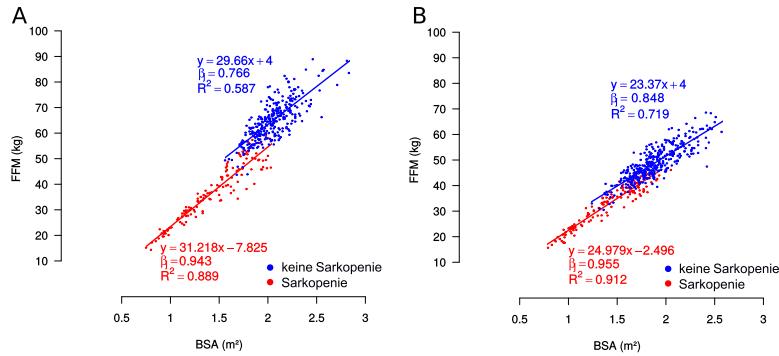 A
100
90
80
70
60
50
40
30
20
10
FFM (kg)
y = 29.66x + 4
β₁ = 0.766
R² = 0.587
y = 31.218x − 7.825
β₁ = 0.943
R² = 0.889
keine Sarkopenie
Sarkopenie
0.5 1 1.5 2 2.5 3
BSA (m²)
B
100
90
80
70
60
50
40
30
20
10
FFM (kg)
y = 23.37x + 4
β₁ = 0.848
R² = 0.719
y = 24.979x − 2.496
β₁ = 0.955
R² = 0.912
keine Sarkopenie
Sarkopenie
0.5 1 1.5 2 2.5 3
BSA (m²)